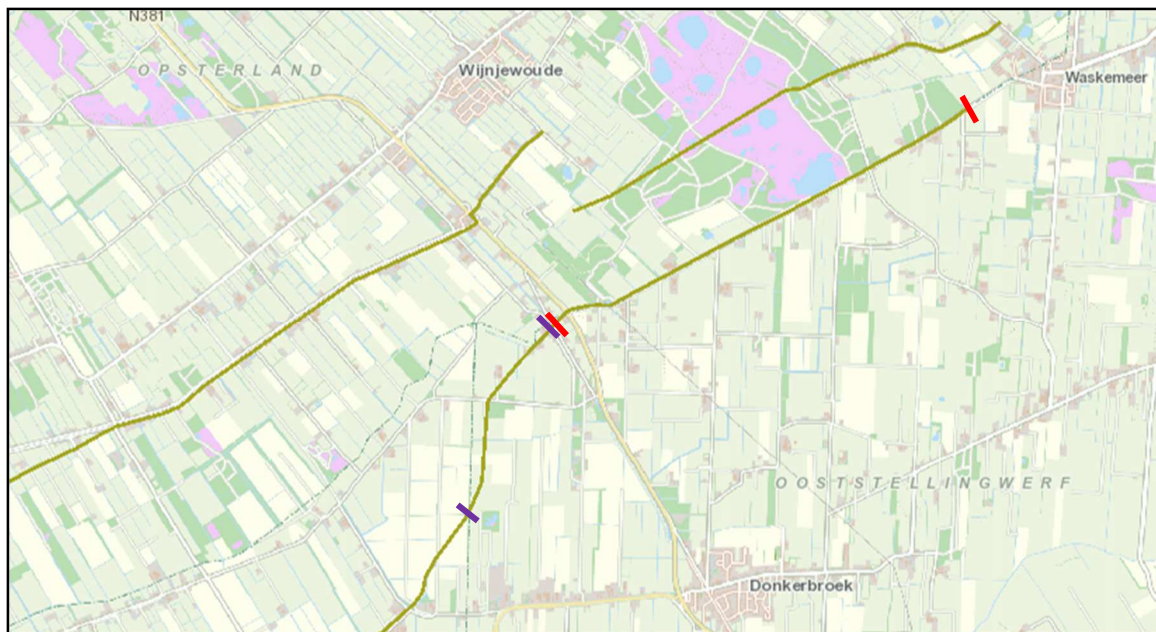 N381
OPSTERLAND
Wijnjewoude
Waskemeer
OOSTSTELLINGWERF
Donkerbroek